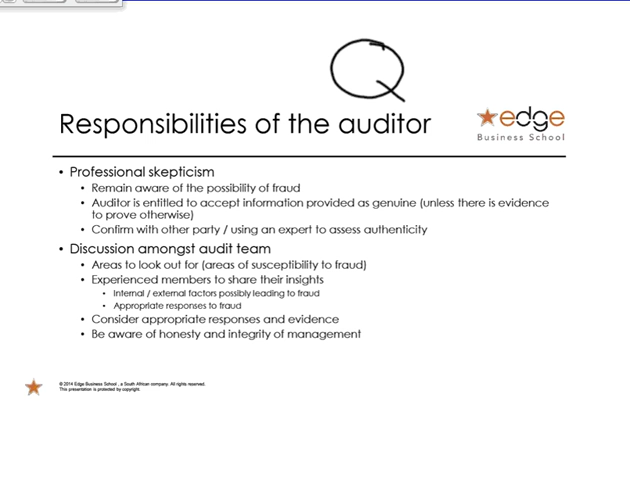 Q
Responsibilities of the auditor
edge
Business School
• Professional skepticism
• Remain aware of the possibility of fraud
• Auditor is entitled to accept information provided as genuine (unless there is evidence
to prove otherwise)
• Confirm with other party / using an expert to assess authenticity
• Discussion amongst audit team
• Areas to look out for (areas of susceptibility to fraud)
• Experienced members to share their insights
• Internal / external factors possibly leading to fraud
• Appropriate responses to fraud
• Consider appropriate responses and evidence
• Be aware of honesty and integrity of management
© 2014 Edge Business School , a South African company. All rights reserved.
This presentation is protected by copyright.